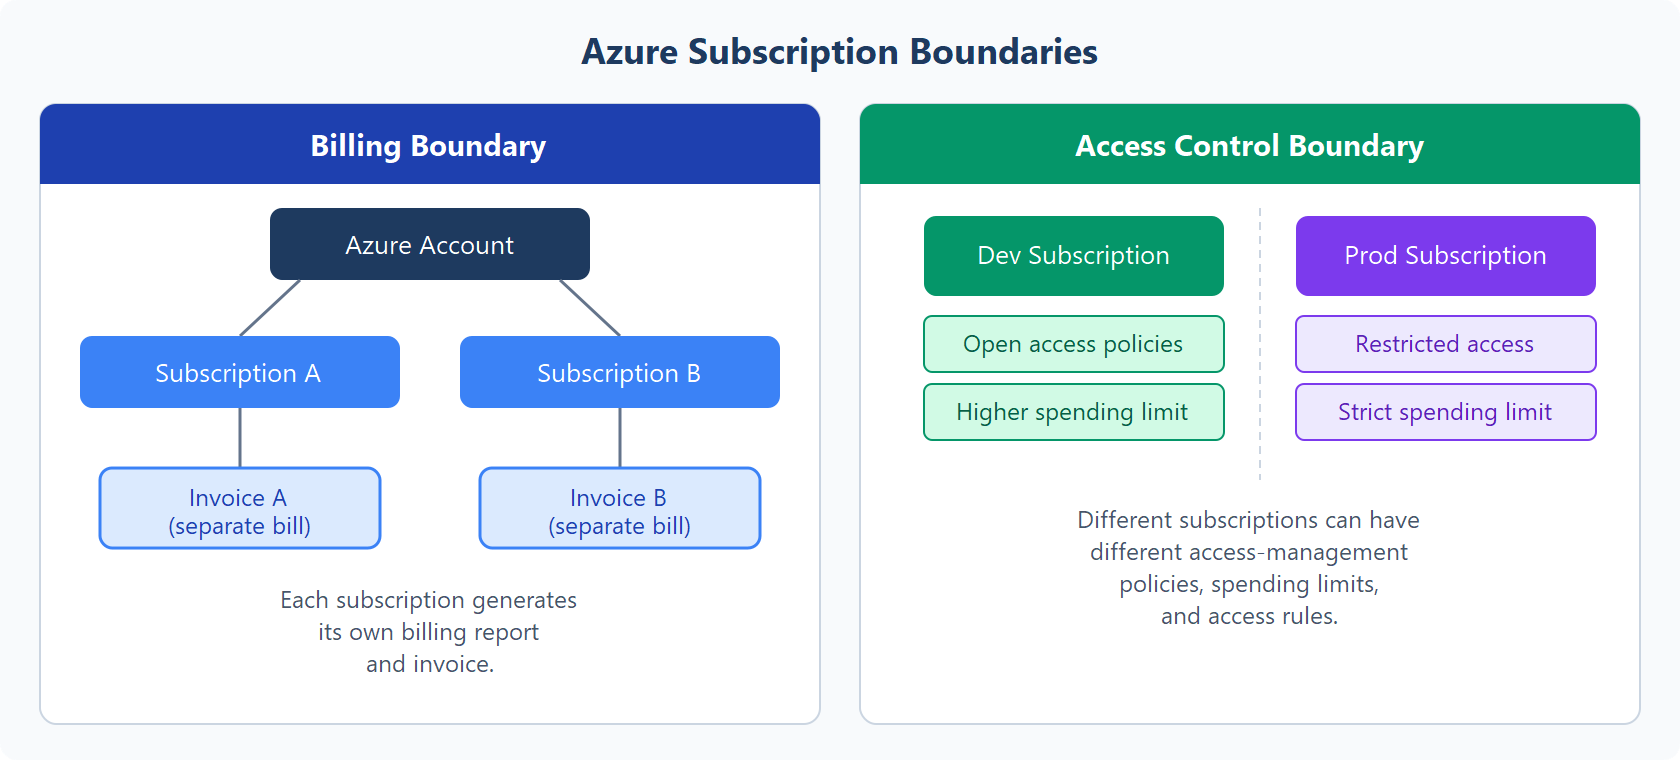 Azure Subscription Boundaries
Billing Boundary
Azure Account
Subscription A
Subscription B
Invoice A
(separate bill)
Invoice B
(separate bill)
Each subscription generates
its own billing report
and invoice.
Access Control Boundary
Dev Subscription
Prod Subscription
Open access policies
Restricted access
Higher spending limit
Strict spending limit
Different subscriptions can have
different access-management
policies, spending limits,
and access rules.